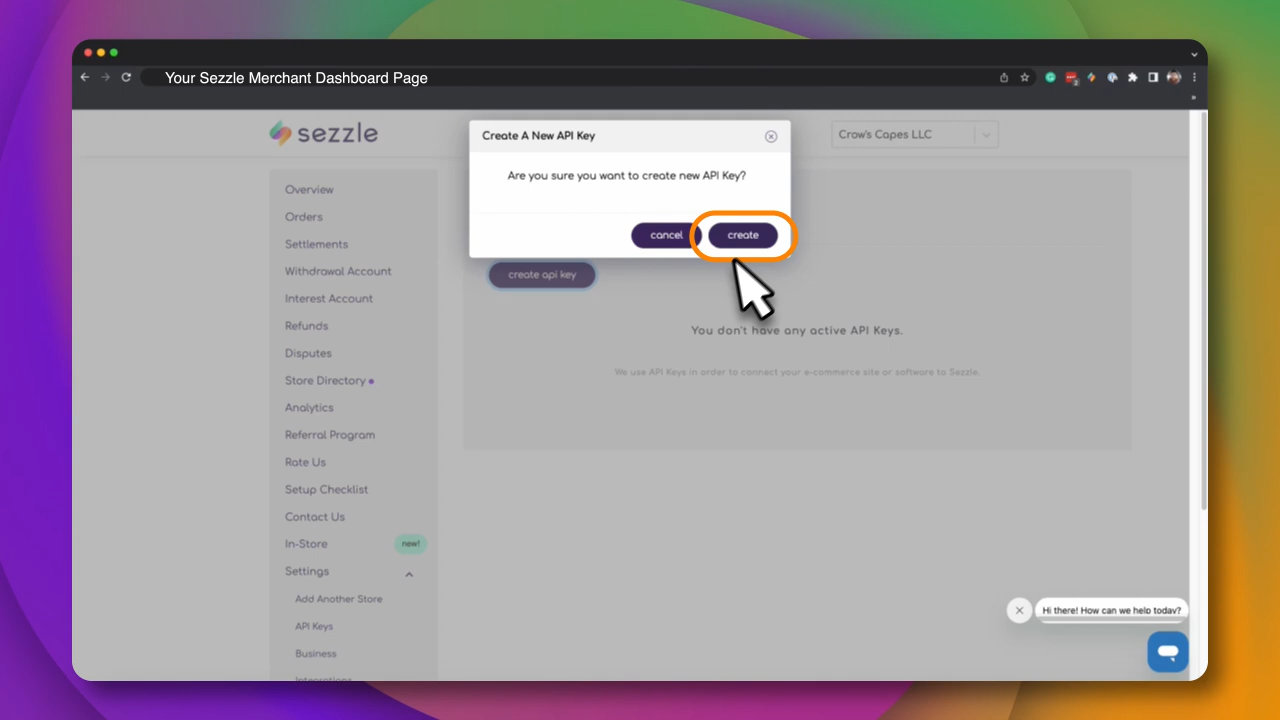 Your Sezzle Merchant Dashboard Page
sezzle
Create A New API Key
Crow's Capes LLC
Are you sure you want to create new API Key?
cancel
create
create api key
You don't have any active API Keys.
We use API Keys in order to connect your e-commerce site or software to Sezzle.
Overview
Orders
Settlements
Withdrawal Account
Interest Account
Refunds
Disputes
Store Directory
Analytics
Referral Program
Rate Us
Setup Checklist
Contact Us
In-Store new!
Settings
Add Another Store
API Keys
Business
Integrations
Hi there! How can we help today?